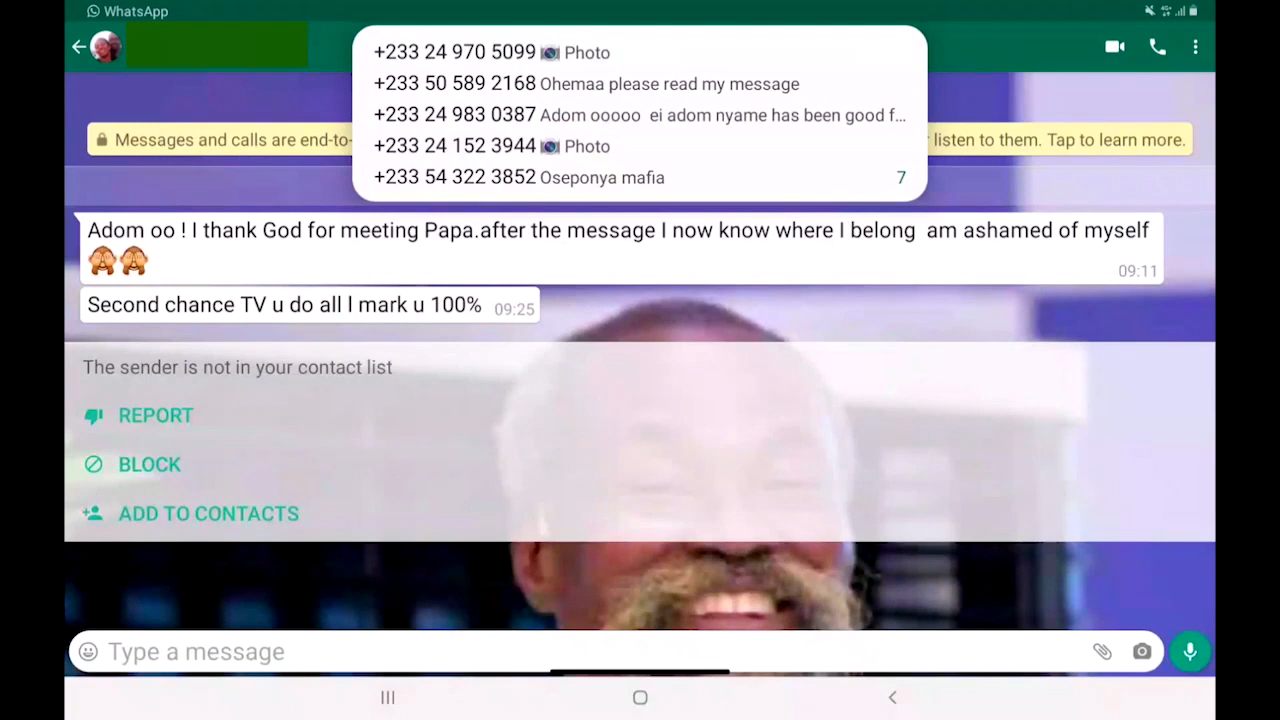 WhatsApp
+233 24 970 5099 Photo
+233 50 589 2168 Ohemaa please read my message
+233 24 983 0387 Adom ooooo ei adom nyame has been good f...
+233 24 152 3944 Photo
+233 54 322 3852 Oseponya mafia 7
Messages and calls are end-to- listen to them. Tap to learn more.
Adom oo ! I thank God for meeting Papa.after the message I now know where I belong am ashamed of myself
🙈🙈 09:11
Second chance TV u do all l mark u 100% 09:25
The sender is not in your contact list
REPORT
BLOCK
ADD TO CONTACTS
Type a message